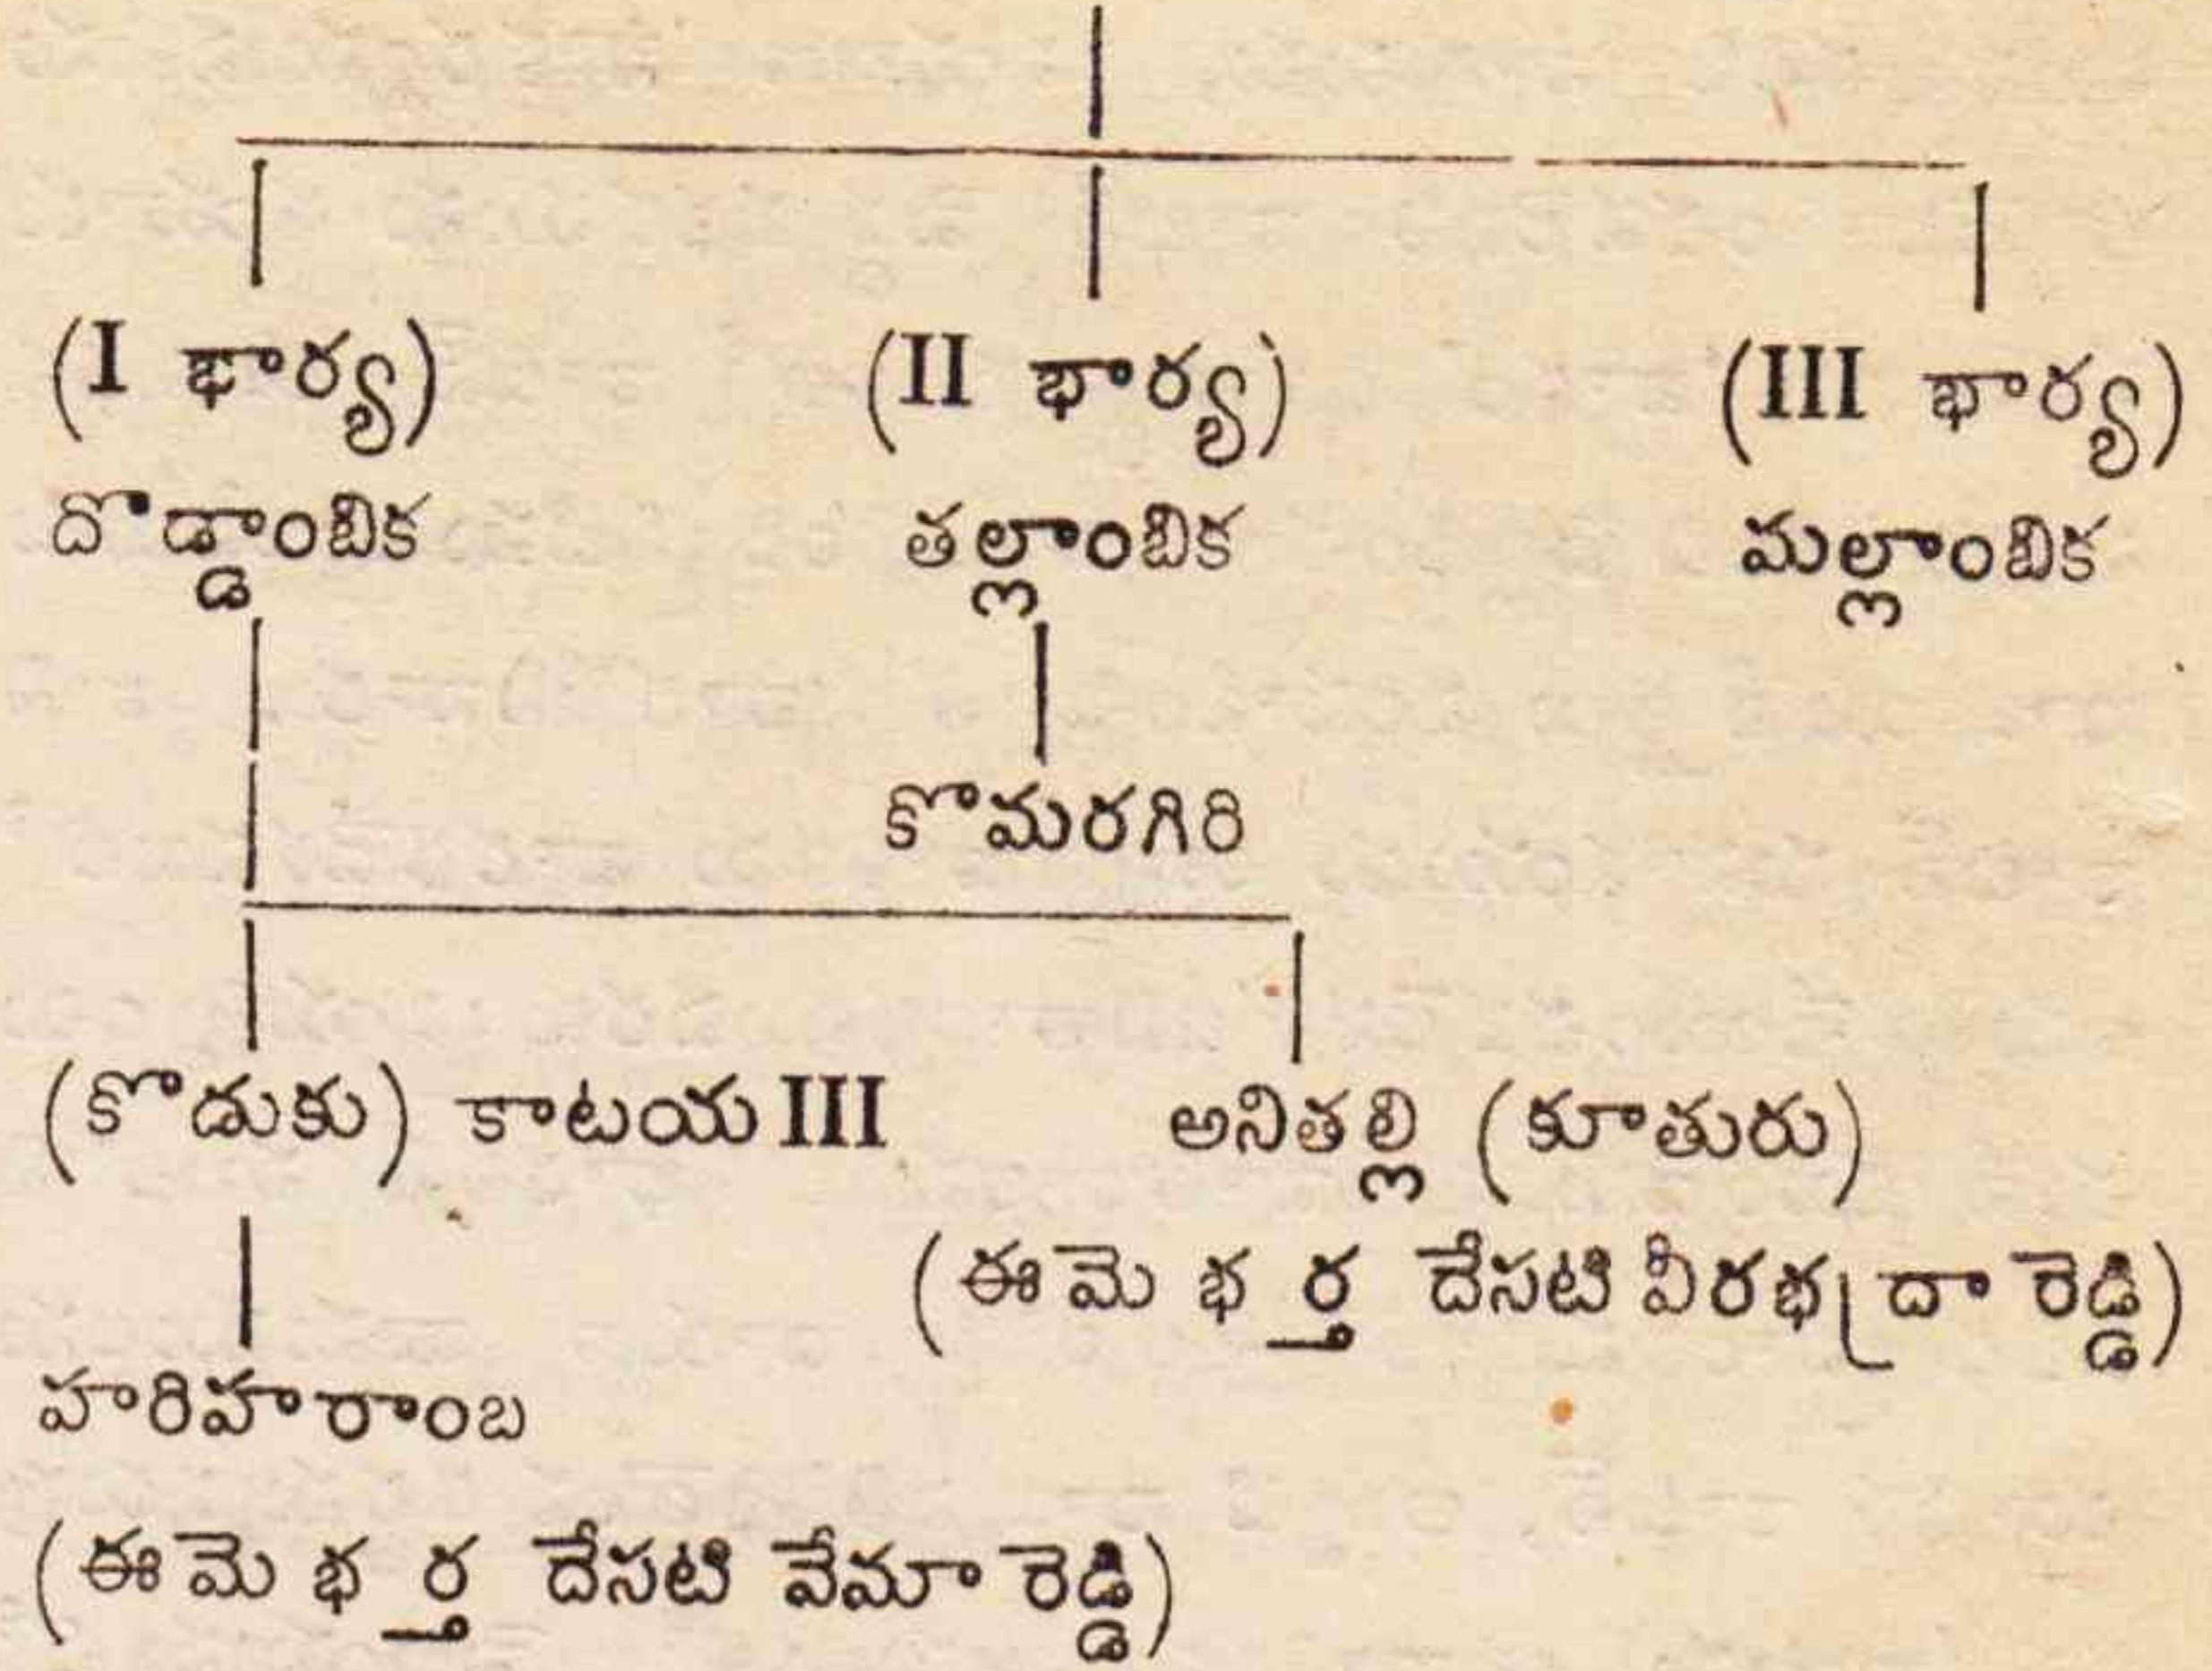 (I భార్య) (II భార్య) (III భార్య)
దొడ్డాంబిక తల్లాంబిక మల్లాంబిక
కొమరగిరి
(కొడుకు) కాటయ III అనితల్లి (కూతురు)
(ఈమె భర్త దేసటి వీరభద్రా రెడ్డి)
హరిహరాంబ
(ఈమె భర్త దేసటి వేమా రెడ్డి)